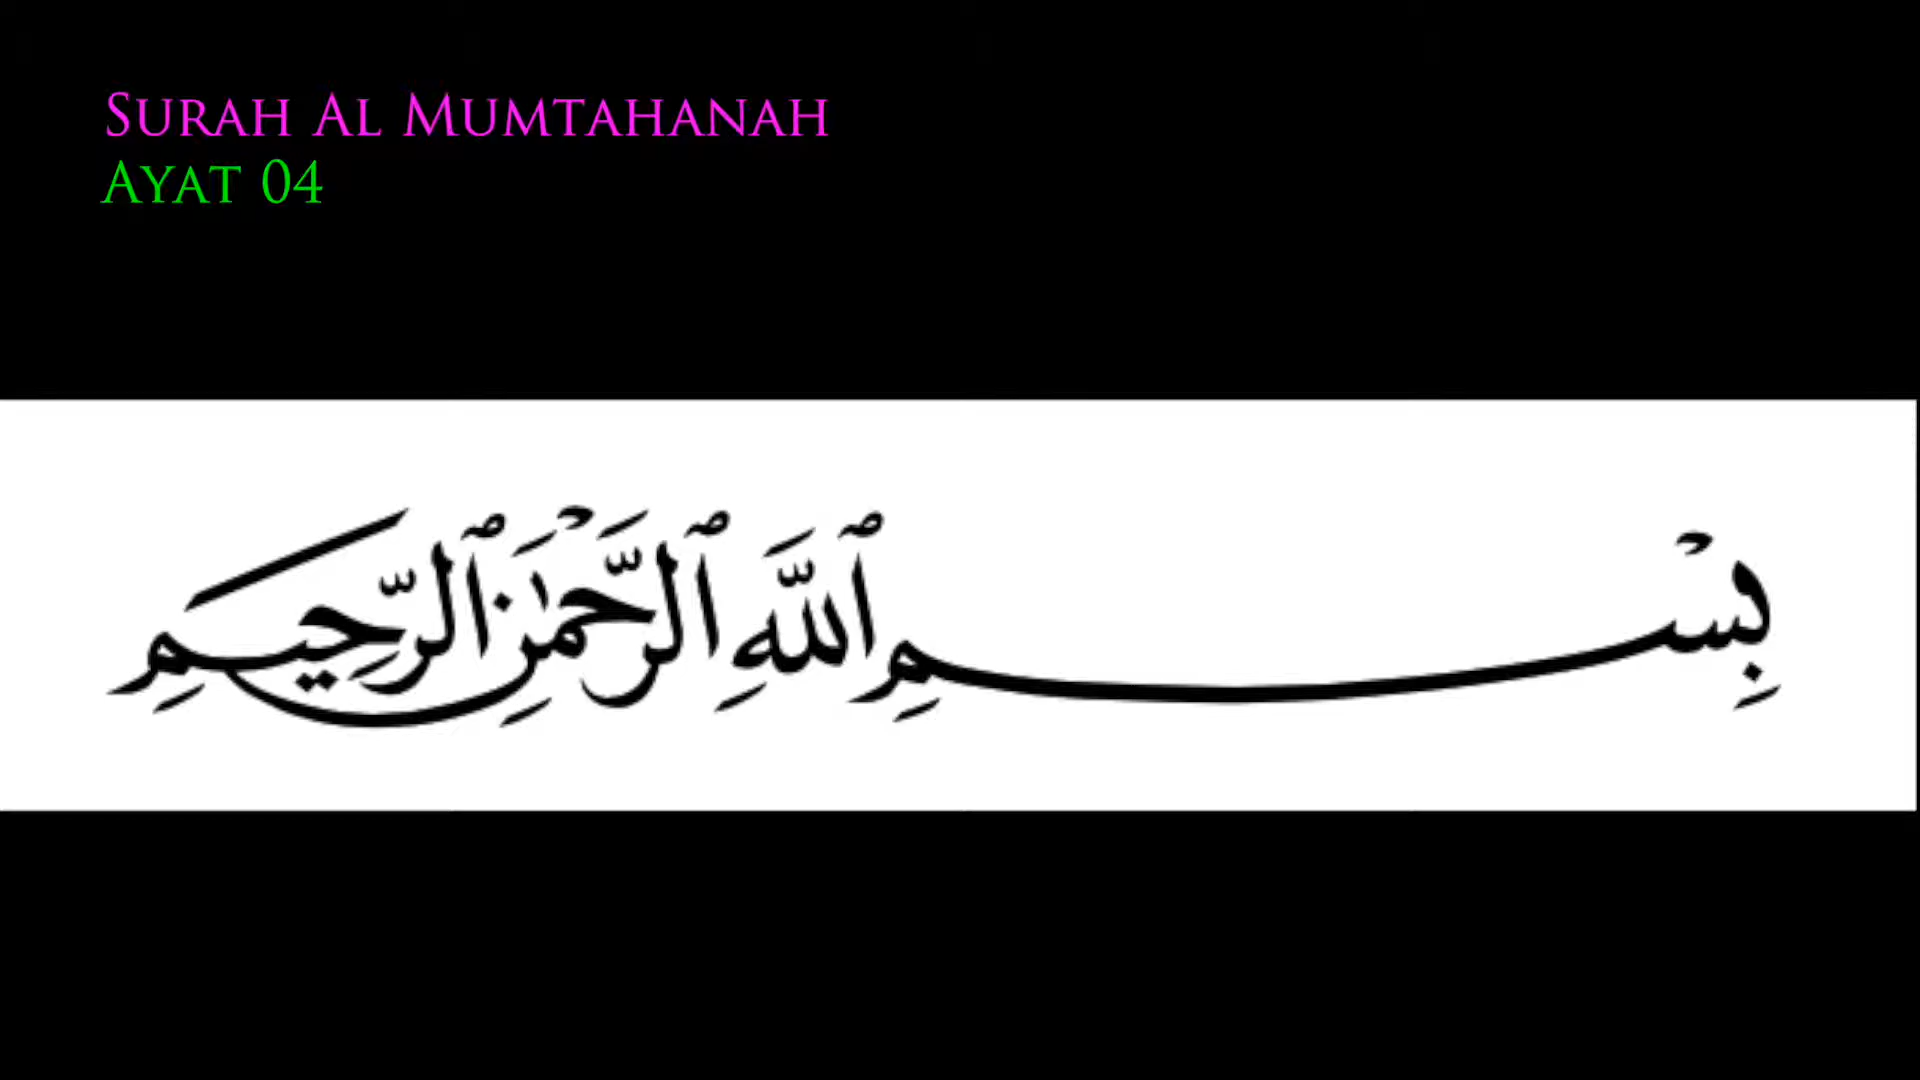 Surah Al Mumtahanah
Ayat 04
بِسْمِ ٱللَّهِ ٱلرَّحْمَٰنِ ٱلرَّحِيمِ